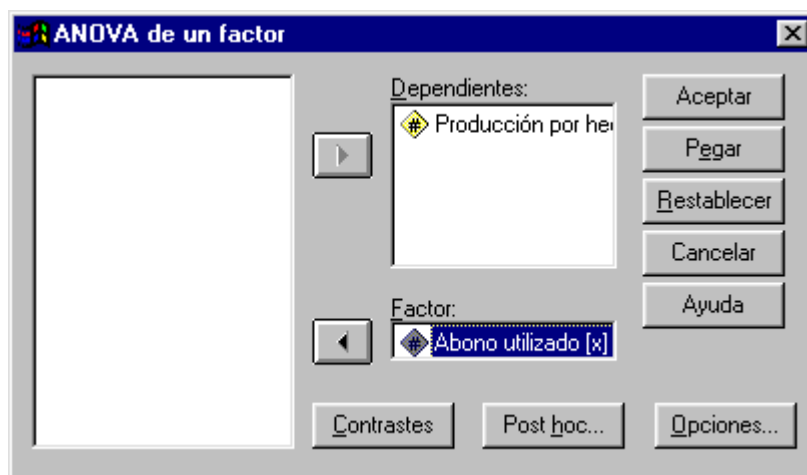 ANOVA de un factor
Dependientes:
# Producción por he
Factor:
# Abono utilizado [x]
Aceptar
Pegar
Restablecer
Cancelar
Ayuda
Contrastes
Post hoc...
Opciones...